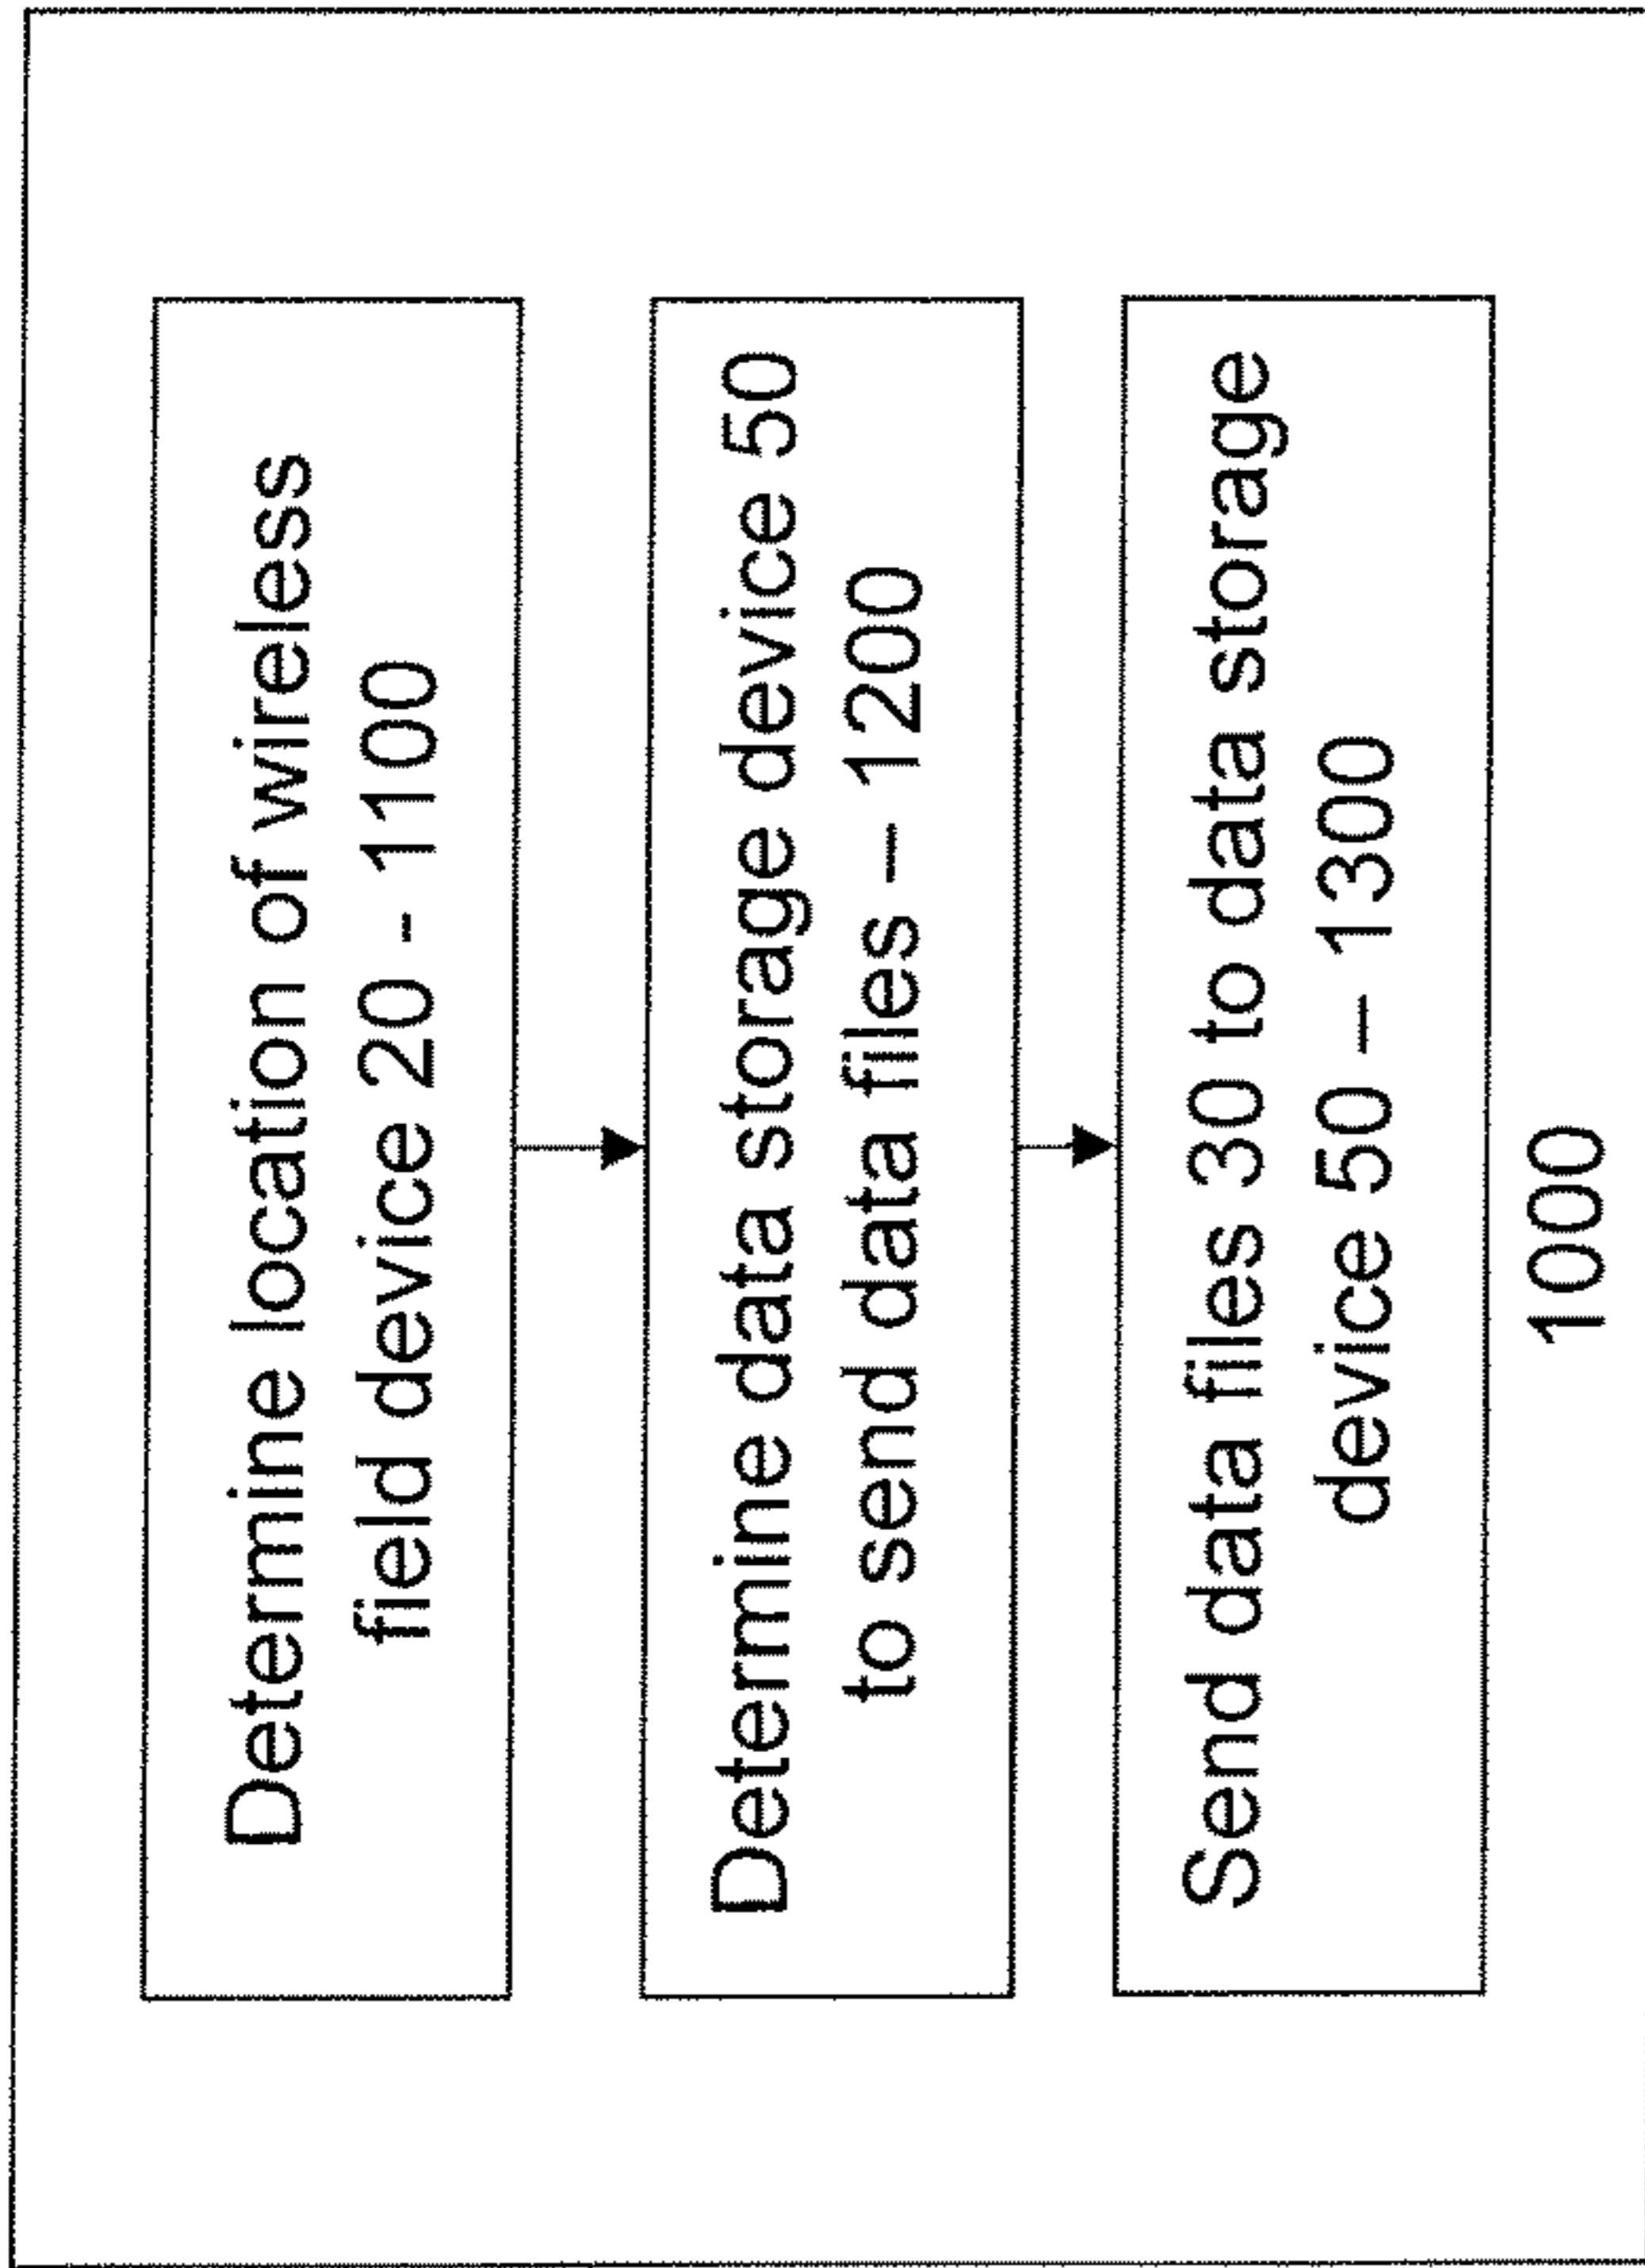 Determine location of wireless
field device 20 - 1100
Determine data storage device 50
to send data files – 1200
Send data files 30 to data storage
device 50 – 1300
1000